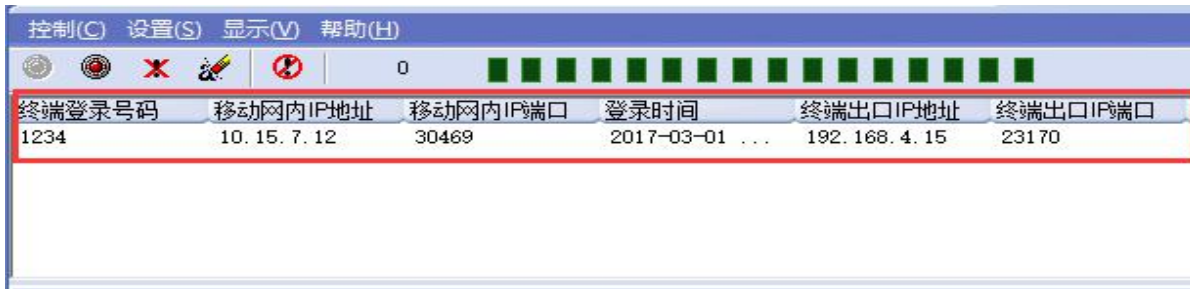 控制(C) 设置(S) 显示(V) 帮助(H)
0
终端登录号码 移动网内IP地址 移动网内IP端口 登录时间 终端出口IP地址 终端出口IP端口
1234 10.15.7.12 30469 2017-03-01 ... 192.168.4.15 23170